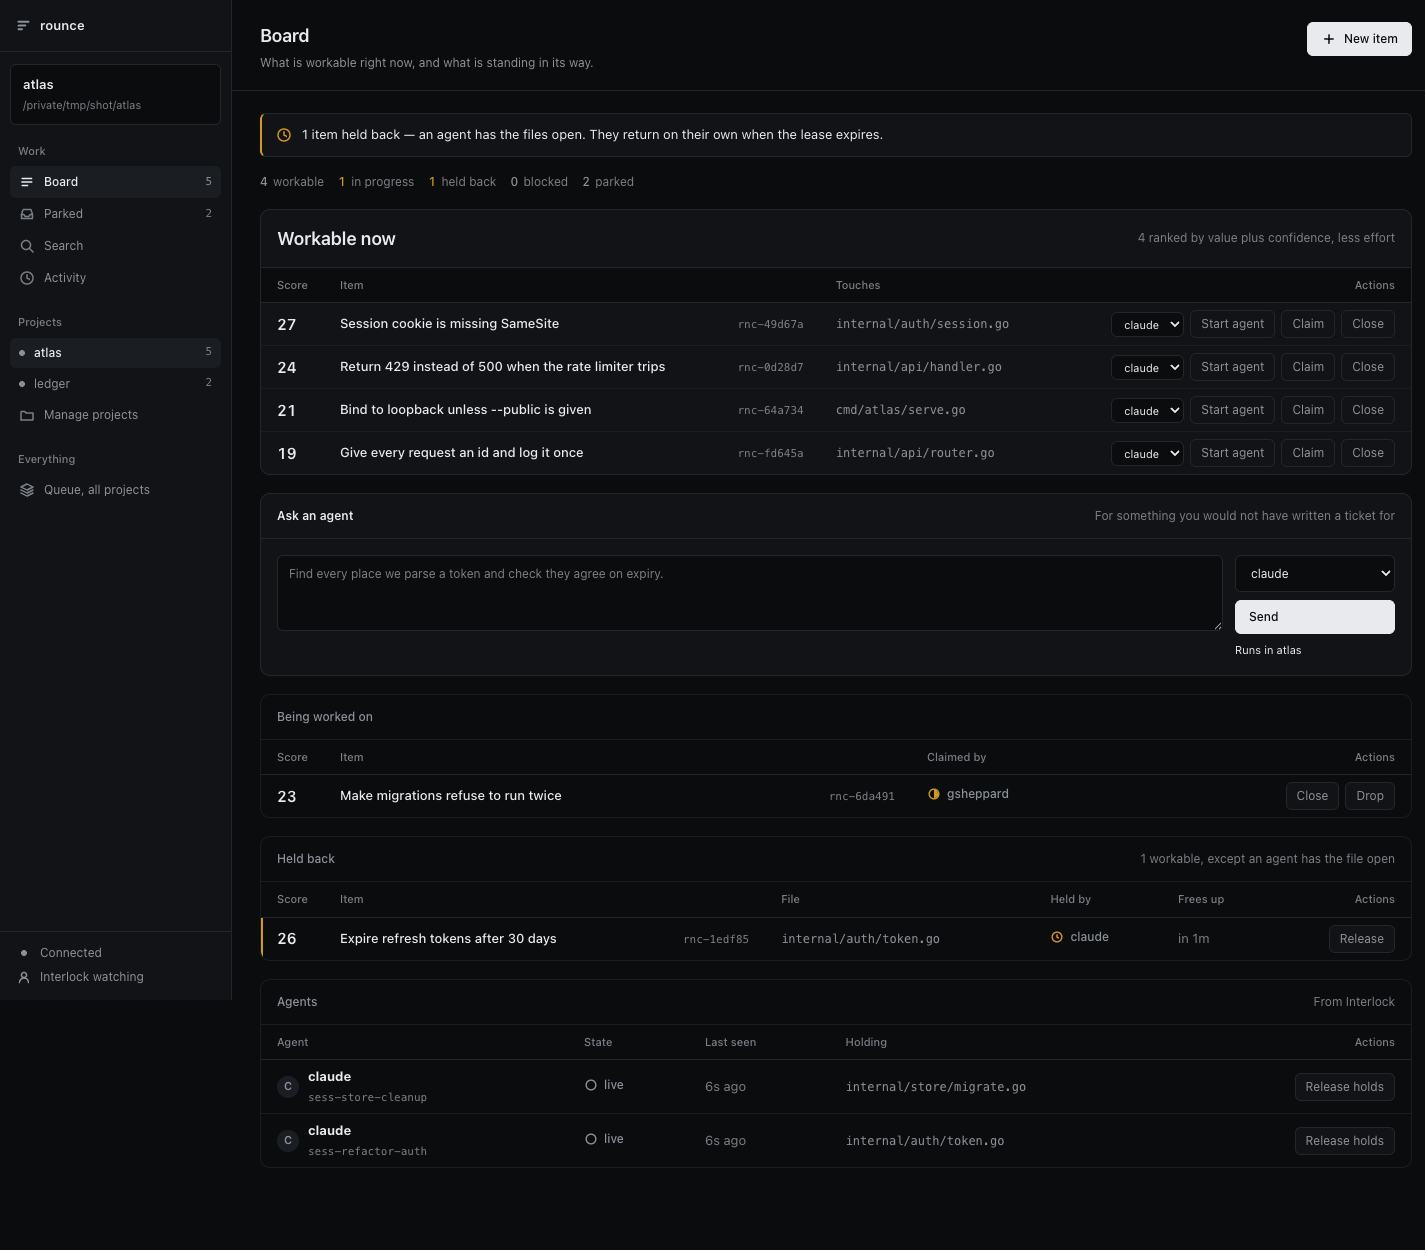 rounce
atlas
/private/tmp/shot/atlas
Work
Board 5
Parked 2
Search
Activity
Projects
atlas 5
ledger 2
Manage projects
Everything
Queue, all projects
Connected
Interlock watching
Board
What is workable right now, and what is standing in its way.
+ New item
1 item held back — an agent has the files open. They return on their own when the lease expires.
4 workable 1 in progress 1 held back 0 blocked 2 parked
Workable now 4 ranked by value plus confidence, less effort
Score Item Touches Actions
27 Session cookie is missing SameSite rnc-49d67a internal/auth/session.go claude Start agent Claim Close
24 Return 429 instead of 500 when the rate limiter trips rnc-0d28d7 internal/api/handler.go claude Start agent Claim Close
21 Bind to loopback unless --public is given rnc-64a734 cmd/atlas/serve.go claude Start agent Claim Close
19 Give every request an id and log it once rnc-fd645a internal/api/router.go claude Start agent Claim Close
Ask an agent For something you would not have written a ticket for
Find every place we parse a token and check they agree on expiry. claude
Send
Runs in atlas
Being worked on
Score Item Claimed by Actions
23 Make migrations refuse to run twice rnc-6da491 gsheppard Close Drop
Held back 1 workable, except an agent has the file open
Score Item File Held by Frees up Actions
26 Expire refresh tokens after 30 days rnc-1edf85 internal/auth/token.go claude in 1m Release
Agents From Interlock
Agent State Last seen Holding Actions
C claude live 6s ago internal/store/migrate.go Release holds
sess-store-cleanup
C claude live 6s ago internal/auth/token.go Release holds
sess-refactor-auth